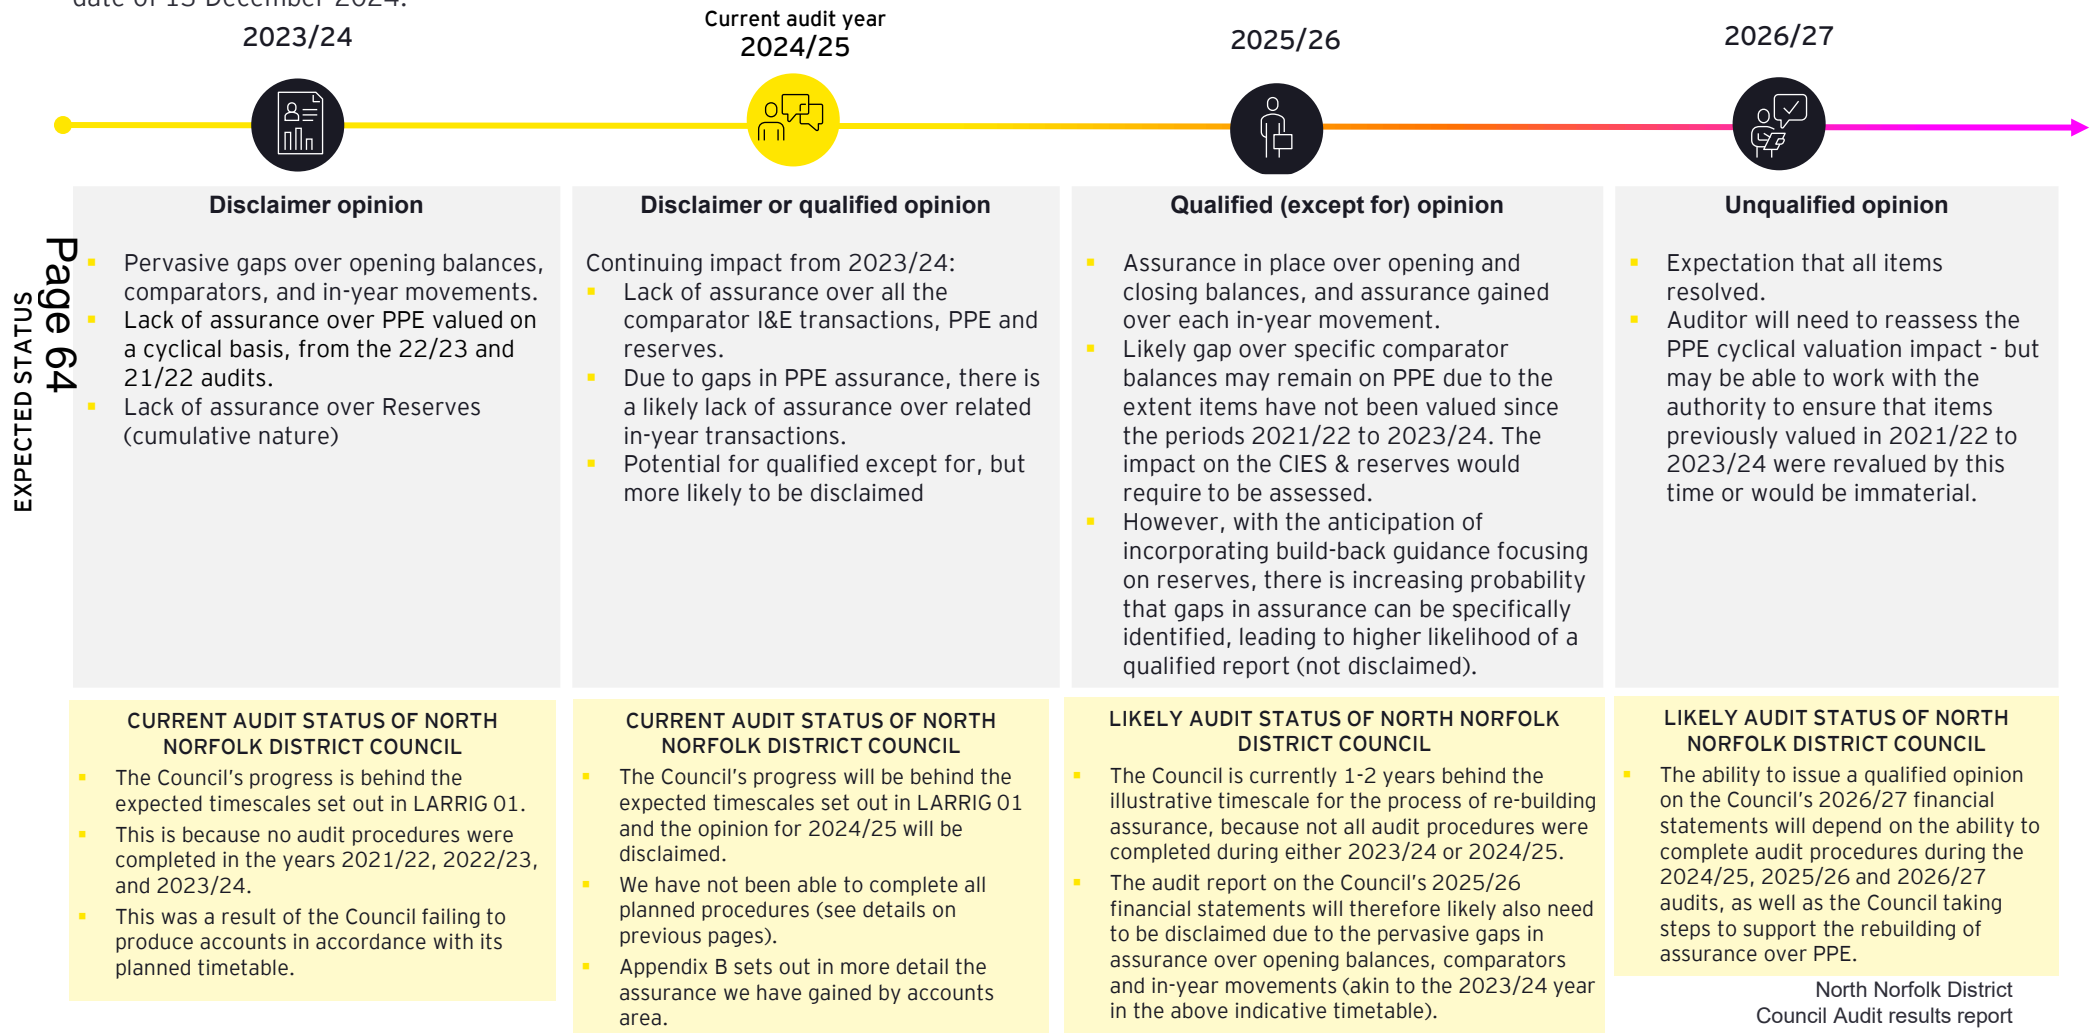 date of 13 December 2024.
2023/24
Current audit year
2024/25
2025/26
2026/27
EXPECTED STATUS
Page 64
Disclaimer opinion
Pervasive gaps over opening balances,
comparators, and in-year movements.
Lack of assurance over PPE valued on
a cyclical basis, from the 22/23 and
21/22 audits.
Lack of assurance over Reserves
(cumulative nature)
Disclaimer or qualified opinion
Continuing impact from 2023/24:
Lack of assurance over all the
comparator I&E transactions, PPE and
reserves.
Due to gaps in PPE assurance, there is
a likely lack of assurance over related
in-year transactions.
Potential for qualified except for, but
more likely to be disclaimed
Qualified (except for) opinion
Assurance in place over opening and
closing balances, and assurance gained
over each in-year movement.
Likely gap over specific comparator
balances may remain on PPE due to the
extent items have not been valued since
the periods 2021/22 to 2023/24. The
impact on the CIES & reserves would
require to be assessed.
However, with the anticipation of
incorporating build-back guidance focusing
on reserves, there is increasing probability
that gaps in assurance can be specifically
identified, leading to higher likelihood of a
qualified report (not disclaimed).
Unqualified opinion
Expectation that all items
resolved.
Auditor will need to reassess the
PPE cyclical valuation impact - but
may be able to work with the
authority to ensure that items
previously valued in 2021/22 to
2023/24 were revalued by this
time or would be immaterial.
CURRENT AUDIT STATUS OF NORTH
NORFOLK DISTRICT COUNCIL
The Council's progress is behind the
expected timescales set out in LARRIG 01.
This is because no audit procedures were
completed in the years 2021/22, 2022/23,
and 2023/24.
This was a result of the Council failing to
produce accounts in accordance with its
planned timetable.
CURRENT AUDIT STATUS OF NORTH
NORFOLK DISTRICT COUNCIL
The Council's progress will be behind the
expected timescales set out in LARRIG 01
and the opinion for 2024/25 will be
disclaimed.
We have not been able to complete all
planned procedures (see details on
previous pages).
Appendix B sets out in more detail the
assurance we have gained by accounts
area.
LIKELY AUDIT STATUS OF NORTH NORFOLK
DISTRICT COUNCIL
The Council is currently 1-2 years behind the
illustrative timescale for the process of re-building
assurance, because not all audit procedures were
completed during either 2023/24 or 2024/25.
The audit report on the Council's 2025/26
financial statements will therefore likely also need
to be disclaimed due to the pervasive gaps in
assurance over opening balances, comparators
and in-year movements (akin to the 2023/24 year
in the above indicative timetable).
LIKELY AUDIT STATUS OF NORTH
NORFOLK DISTRICT COUNCIL
The ability to issue a qualified opinion
on the Council's 2026/27 financial
statements will depend on the ability to
complete audit procedures during the
2024/25, 2025/26 and 2026/27
audits, as well as the Council taking
steps to support the rebuilding of
assurance over PPE.
North Norfolk District
Council Audit results report